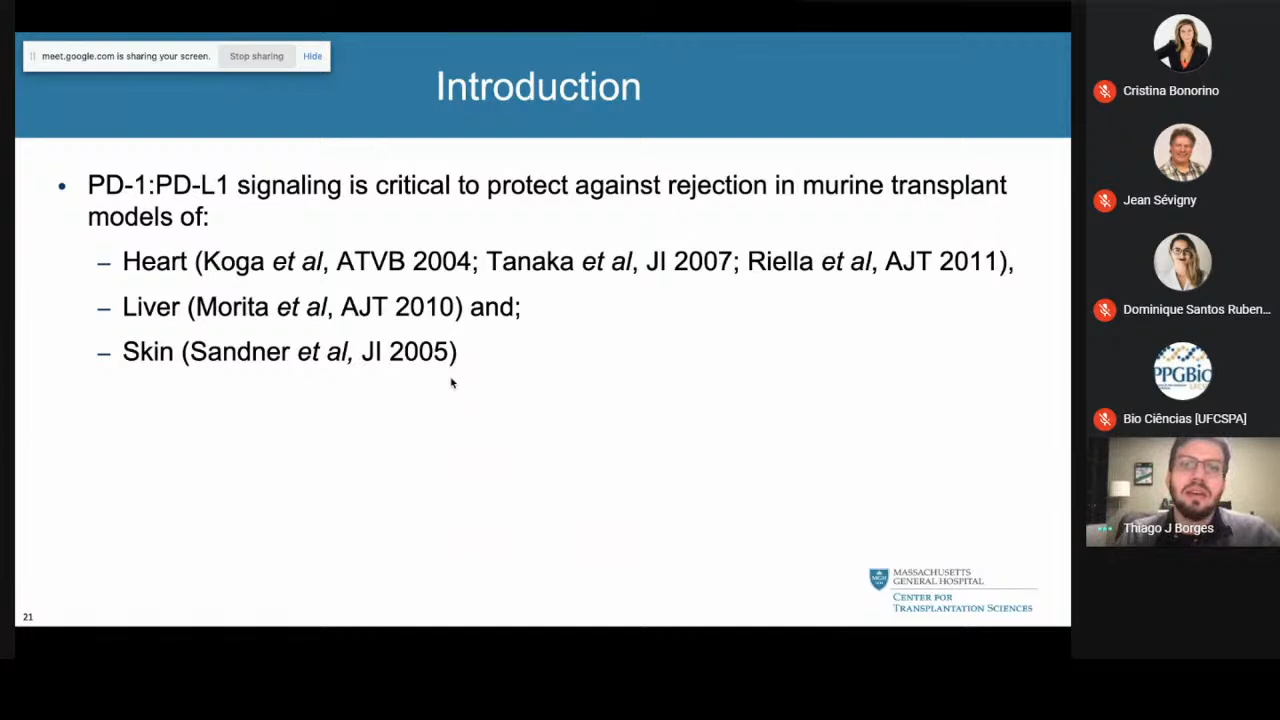 meet.google.com is sharing your screen. Stop sharing Hide
Introduction
• PD-1:PD-L1 signaling is critical to protect against rejection in murine transplant
models of:
– Heart (Koga et al, ATVB 2004; Tanaka et al, JI 2007; Riella et al, AJT 2011),
– Liver (Morita et al, AJT 2010) and;
– Skin (Sandner et al, JI 2005)
MGH
MASSACHUSETTS
GENERAL HOSPITAL
CENTER FOR
TRANSPLANTATION SCIENCES
21
Cristina Bonorino
Jean Sévigny
Dominique Santos Ruben...
PPGBio
Bio Ciências [UFCSPA]
Thiago J Borges